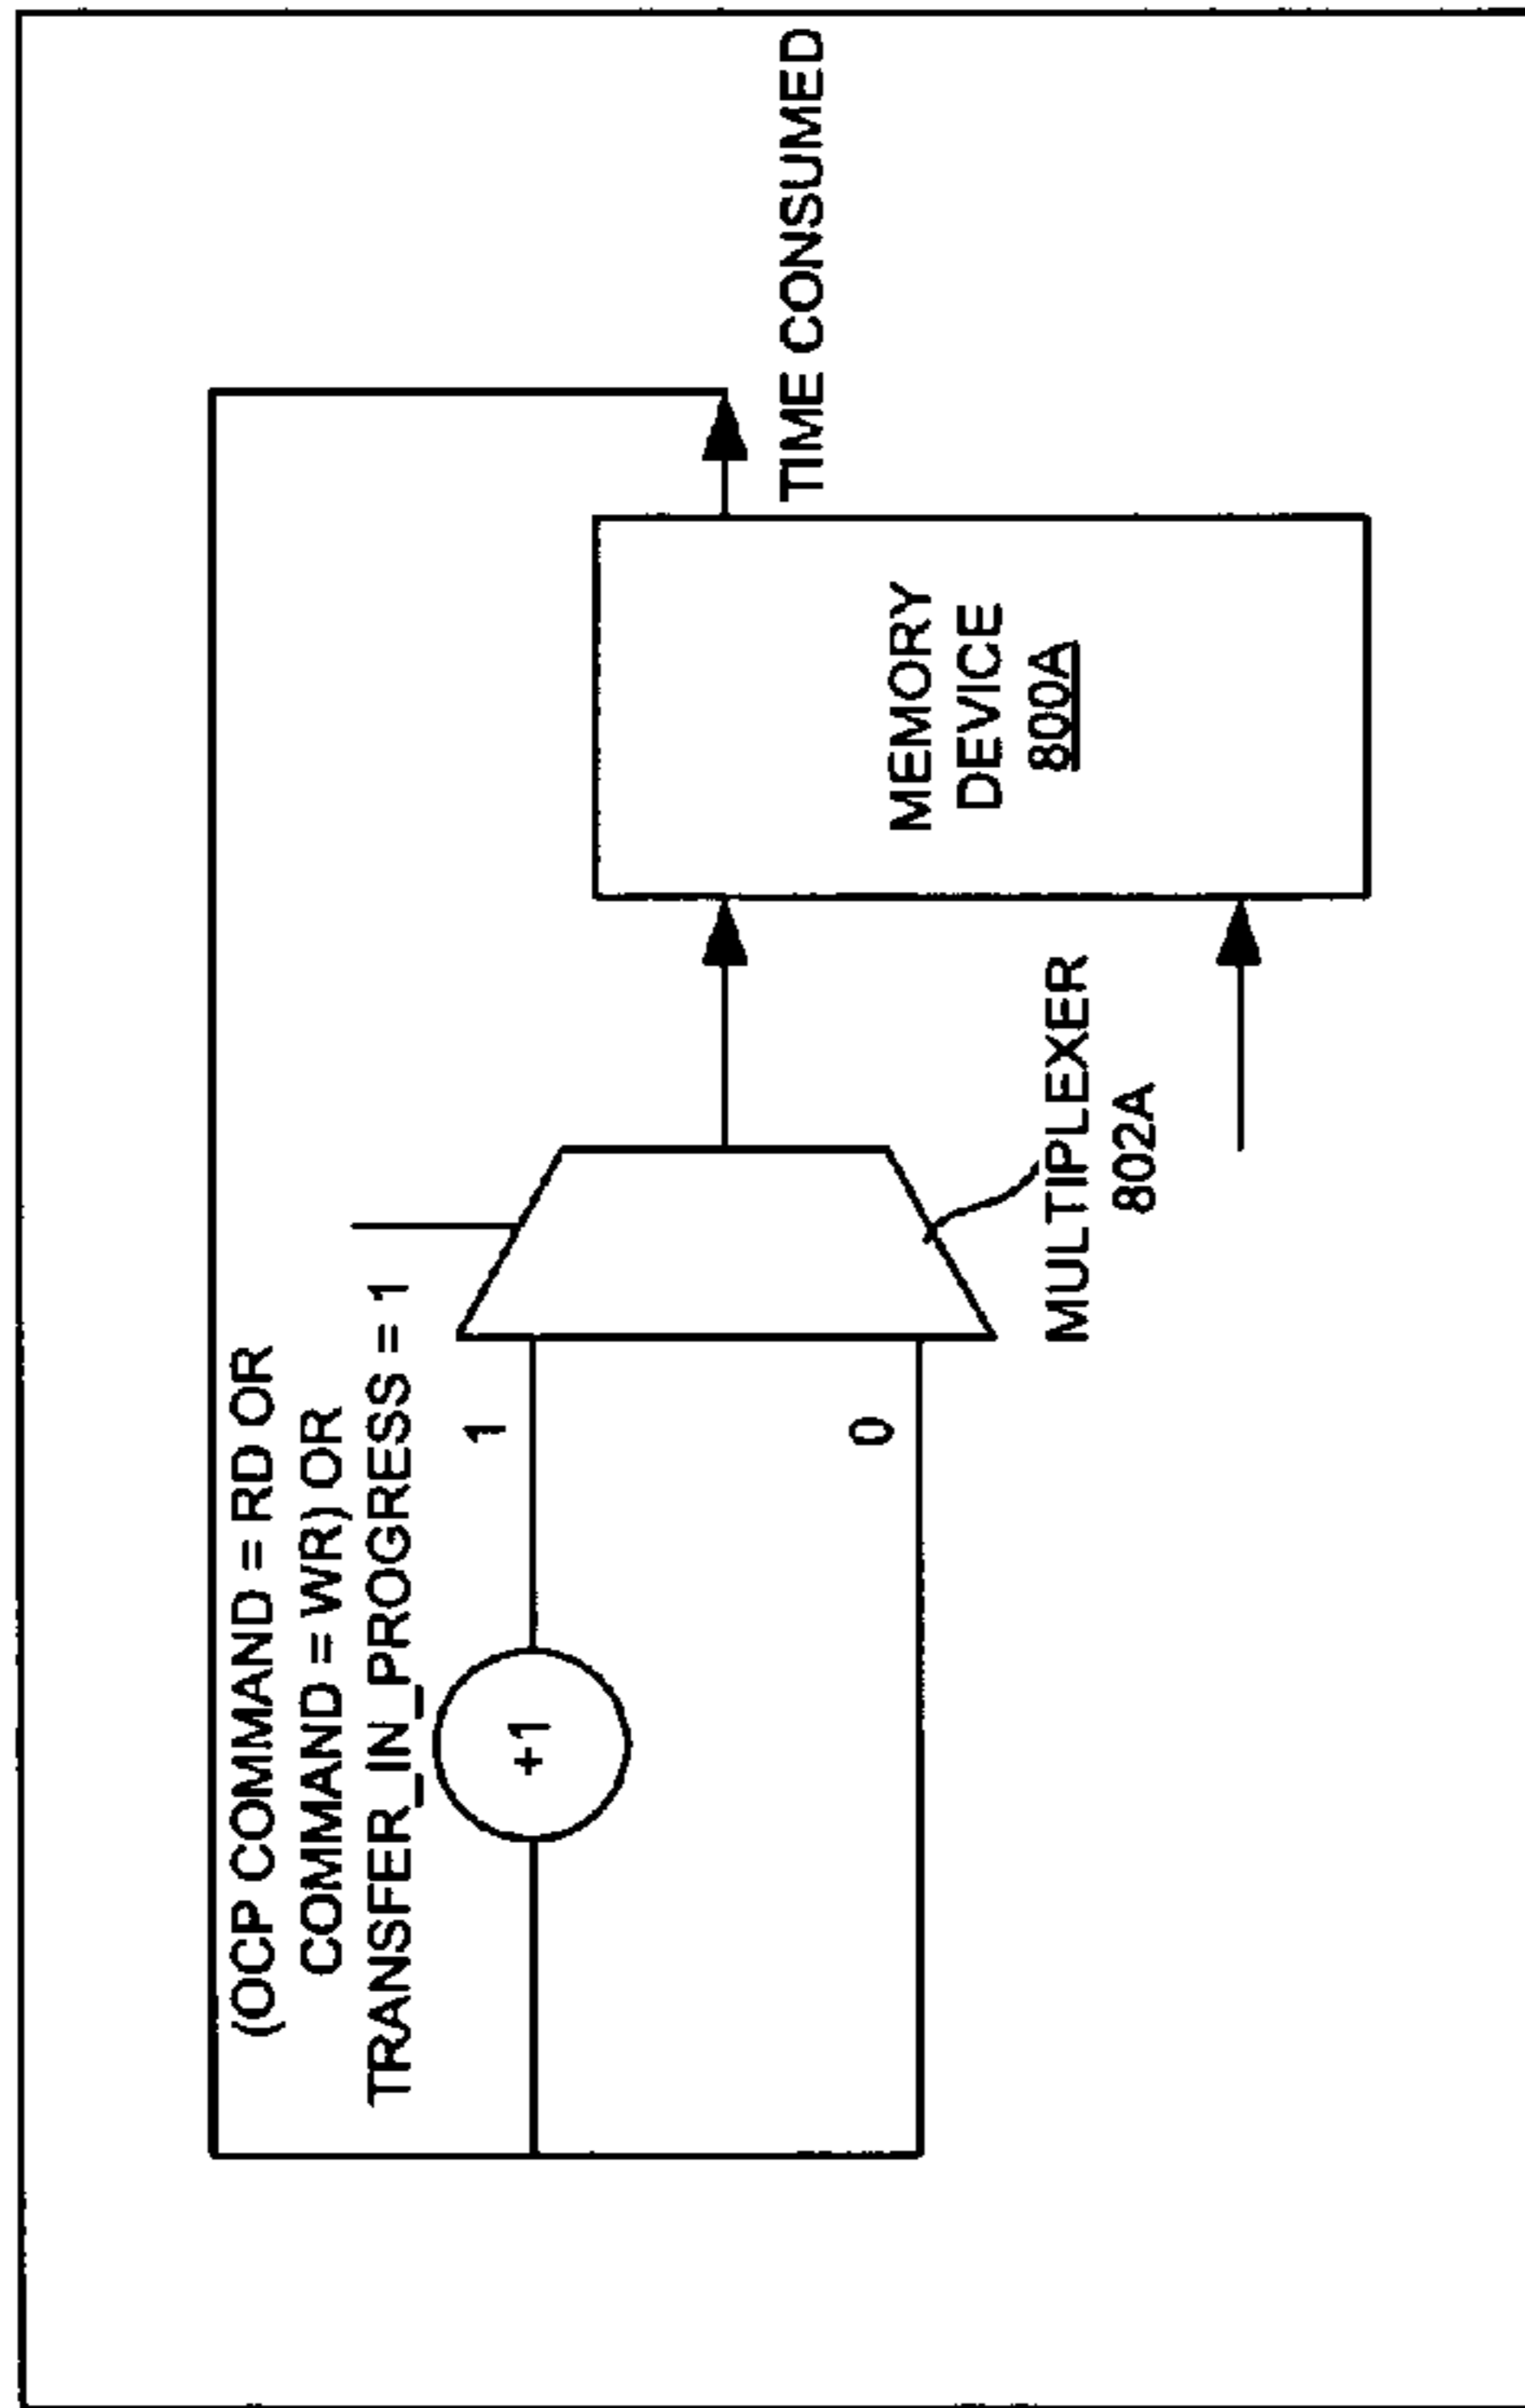 (OCP COMMAND = RD OR
COMMAND = WR) OR
TRANSFER_IN_PROGRESS = 1
1
+1
0
MULTIPLEXER
802A
MEMORY
DEVICE
800A
TIME CONSUMED